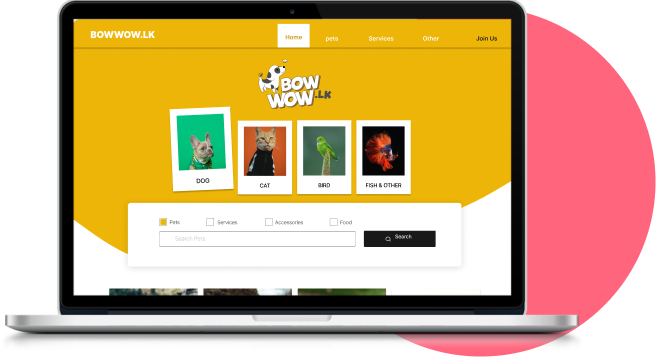 BOWWOW.LK
Home
pets
Services
Other
Join Us
BOW
WOW.LK
DOG
CAT
BIRD
FISH & OTHER
Pets
Services
Accessories
Food
Search Pets
Search